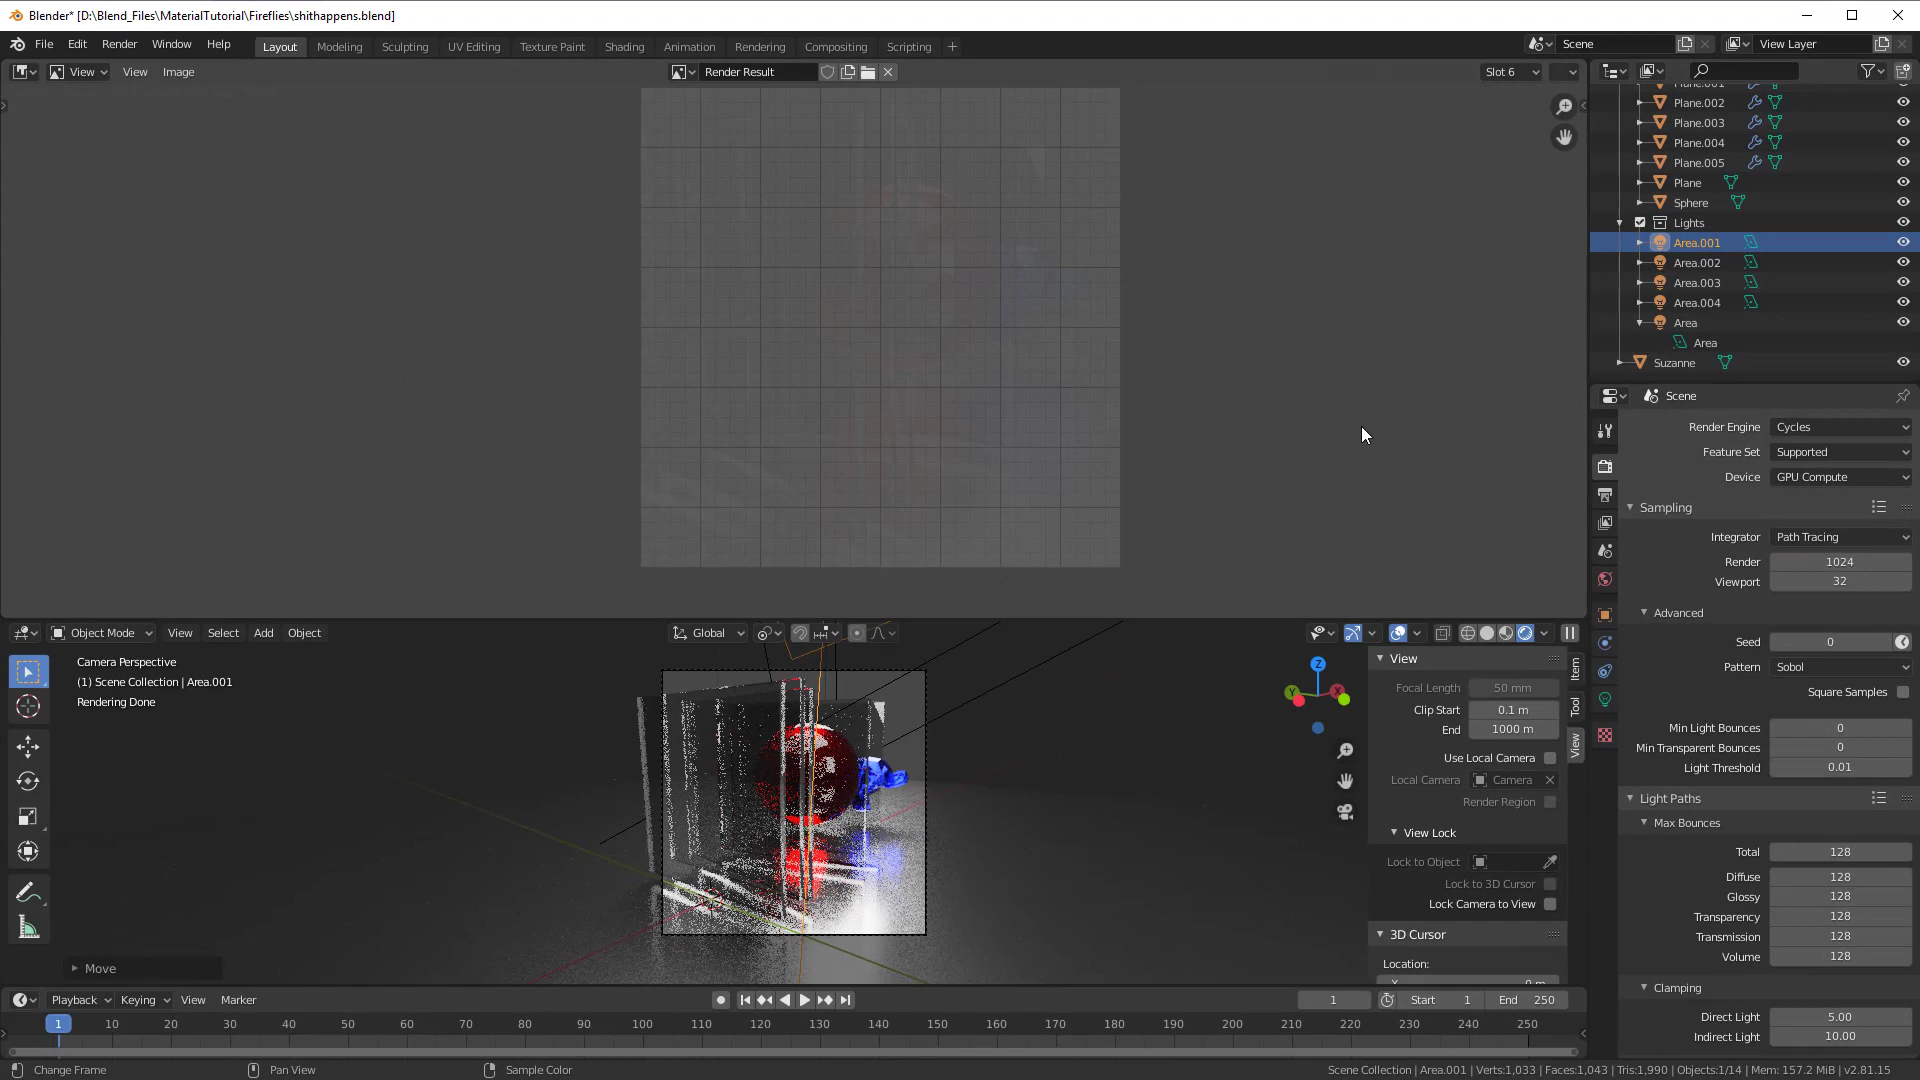 Blender* [D:\Blend_Files\MaterialTutorial\Fireflies\shithappens.blend]
File Edit Render Window Help Layout Modeling Sculpting UV Editing Texture Paint Shading Animation Rendering Compositing Scripting + Scene View Layer
View View Image Render Result Slot 6
Plane.002
Plane.003
Plane.004
Plane.005
Plane
Sphere
Lights
Area.001
Area.002
Area.003
Area.004
Area
Area
Suzanne
Scene
Render Engine Cycles
Feature Set Supported
Device GPU Compute
Sampling
Integrator Path Tracing
Render 1024
Viewport 32
Advanced
Seed 0
Pattern Sobol
Square Samples
Min Light Bounces 0
Min Transparent Bounces 0
Light Threshold 0.01
Light Paths
Max Bounces
Total 128
Diffuse 128
Glossy 128
Transparency 128
Transmission 128
Volume 128
Clamping
Direct Light 5.00
Indirect Light 10.00
Object Mode View Select Add Object Global
Camera Perspective
(1) Scene Collection | Area.001
Rendering Done
Z
Y
X
View
Focal Length 50 mm
Clip Start 0.1 m
End 1000 m
Use Local Camera
Local Camera Camera
Render Region
View Lock
Lock to Object
Lock to 3D Cursor
Lock Camera to View
3D Cursor
Location:
Item
Tool
View
Move
Playback Keying View Marker 1 Start 1 End 250
1 10 20 30 40 50 60 70 80 90 100 110 120 130 140 150 160 170 180 190 200 210 220 230 240 250
Change Frame Pan View Sample Color Scene Collection | Area.001 | Verts:1,033 | Faces:1,043 | Tris:1,990 | Objects:1/14 | Mem: 157.2 MiB | v2.81.15